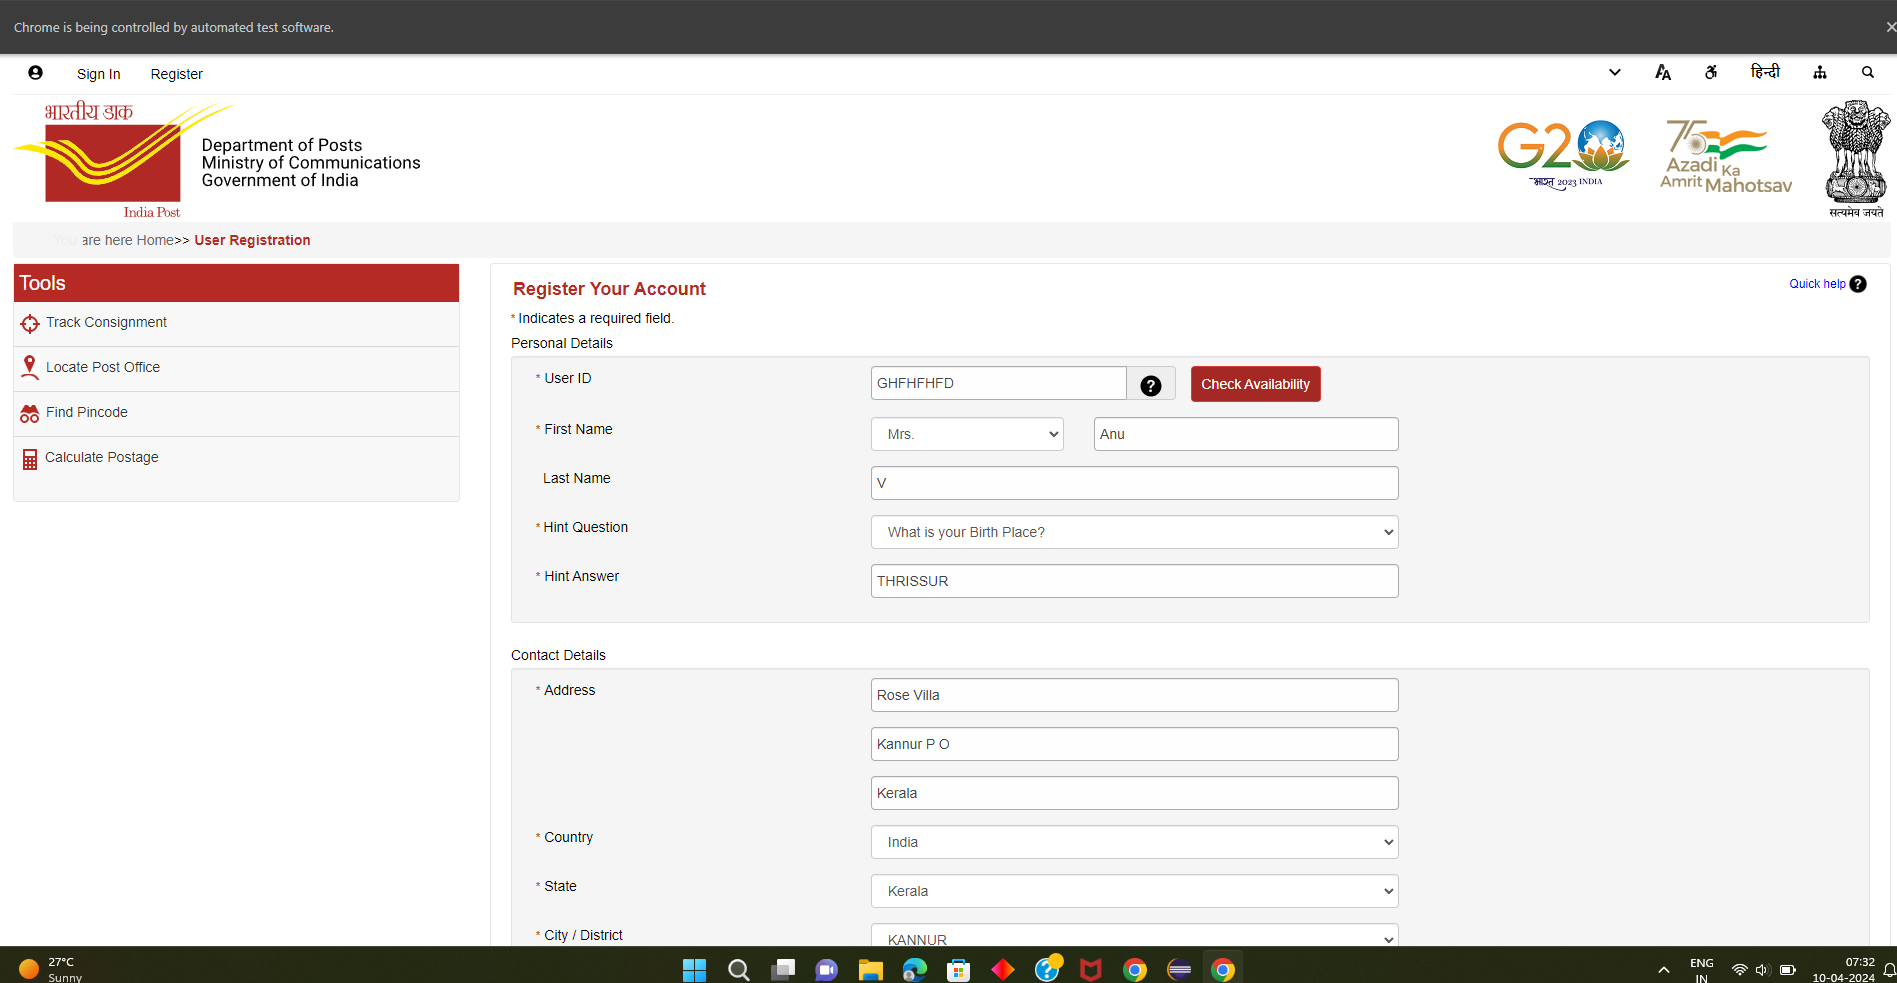 Chrome is being controlled by automated test software.
Sign In Register हिन्दी
भारतीय डाक
India Post
Department of Posts
Ministry of Communications
Government of India
G20
भारत 2023 INDIA
75
Azadi Ka
Amrit Mahotsav
सत्यमेव जयते
You are here Home>> User Registration
Tools
Track Consignment
Locate Post Office
Find Pincode
Calculate Postage
Register Your Account
Quick help ?
* Indicates a required field.
Personal Details
* User ID GHFHFHFD ? Check Availability
* First Name Mrs. Anu
Last Name V
* Hint Question What is your Birth Place?
* Hint Answer THRISSUR
Contact Details
* Address Rose Villa
Kannur P O
Kerala
* Country India
* State Kerala
* City / District KANNUR
27°C
Sunny
ENG
IN
07:32
10-04-2024